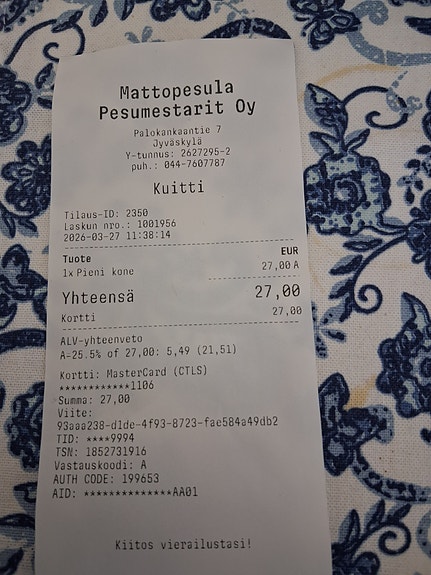 Mattopesula
Pesumestarit Oy
Palokankaantie 7
Jyväskylä
Y-tunnus: 2627295-2
puh.: 044-7607787
Kuitti
Tilaus-ID: 2350
Laskun nro.: 1001956
2026-03-27 11:38:14
Tuote EUR
1x Pieni kone 27,00 A
Yhteensä 27,00
Kortti 27,00
ALV-yhteenveto
A-25.5% of 27,00: 5,49 (21,51)
Kortti: MasterCard (CTLS)
************1106
Summa: 27,00
Viite:
93aaa238-d1de-4f93-8723-fae584a49db2
TID: ****9994
TSN: 1852731916
Vastauskoodi: A
AUTH CODE: 199653
AID: **************AA01
Kiitos vierailustasi!